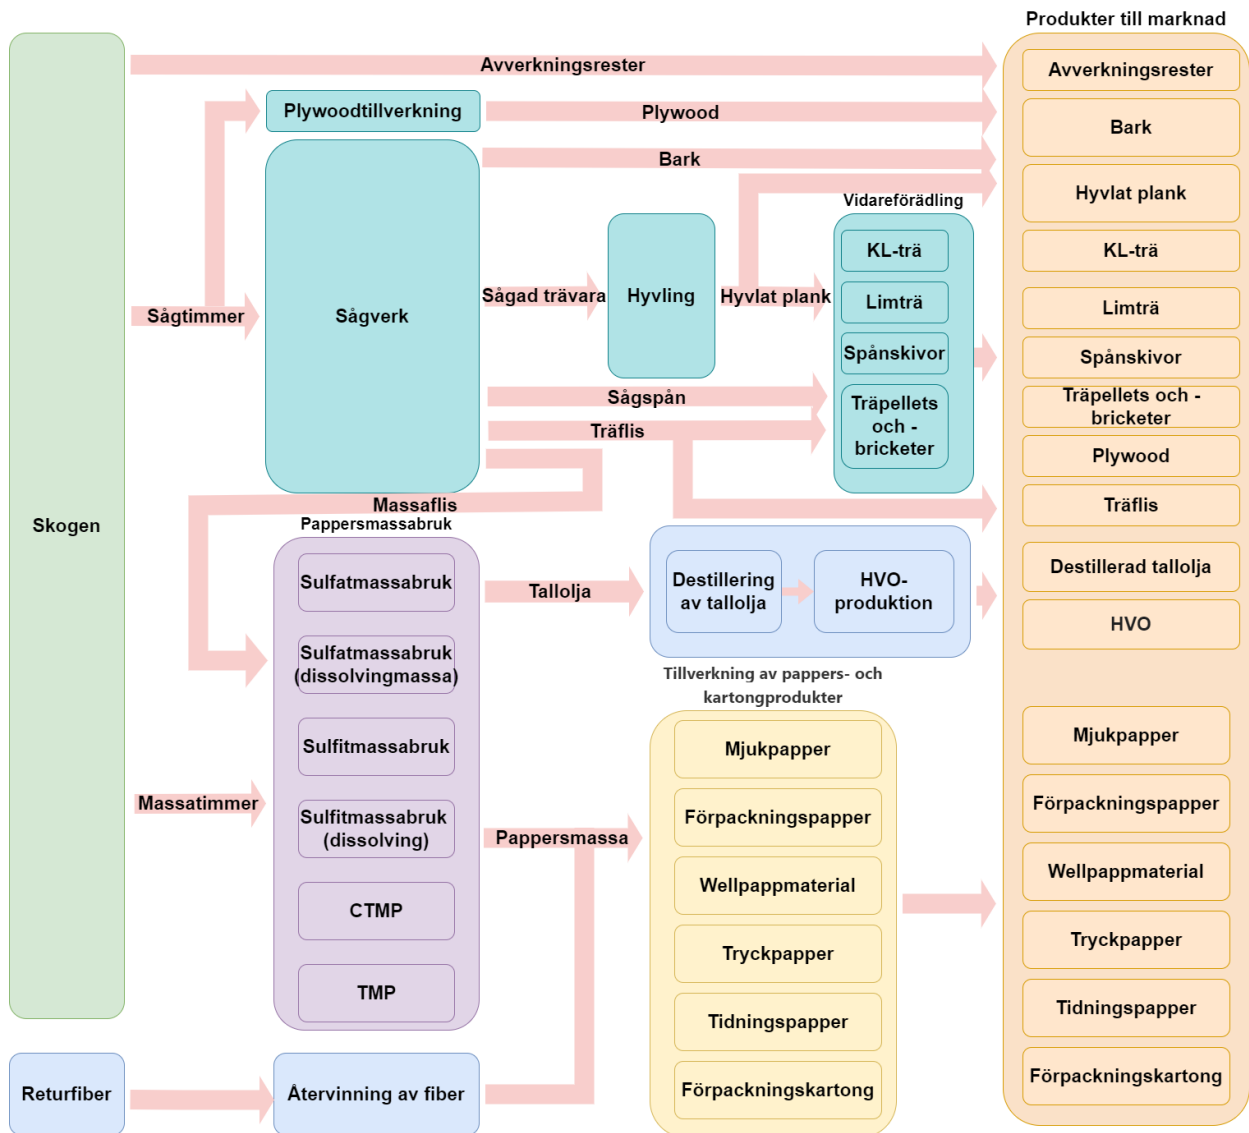 Produkter till marknad
Avverkningsrester
Avverkningsrester
Plywoodtillverkning
Plywood
Bark
Bark
Hyvlat plank
Vidareförädling
KL-trä
KL-trä
Sågtimmer
Sågverk
Sågad trävara
Hyvling
Hyvlat plank
Limträ
Limträ
Spånskivor
Spånskivor
Sågspån
Träflis
Träpellets
och -
bricketer
Träpellets och -
bricketer
Plywood
Massaflis
Träflis
Skogen
Pappersmassabruk
Sulfatmassabruk
Tallolja
Destillering
av tallolja
HVO-
produktion
Destillerad tallolja
HVO
Sulfatmassabruk
(dissolvingmassa)
Tillverkning av pappers- och
kartongprodukter
Sulfitmassabruk
Mjukpapper
Mjukpapper
Massatimmer
Sulfitmassabruk
(dissolving)
Pappersmassa
Förpackningspapper
Förpackningspapper
Wellpappmaterial
Wellpappmaterial
CTMP
Tryckpapper
Tryckpapper
TMP
Tidningspapper
Tidningspapper
Returfiber
Återvinning av fiber
Förpackningskartong
Förpackningskartong